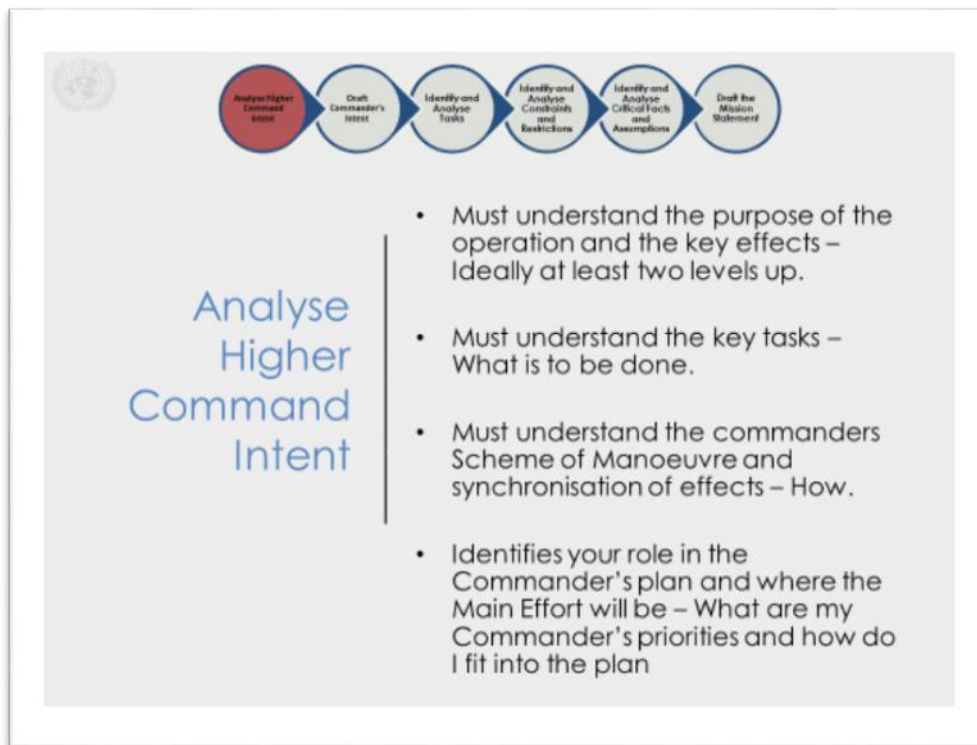 Analyse Higher
Command
Intent
Draft
Commander's
Intent
Identify and
Analyse
Tasks
Identify and
Analyse
Constraints
and
Restrictions
Identify and
Analyse
Critical Facts
and
Assumptions
Draft the
Mission
Statement
Analyse
Higher
Command
Intent
• Must understand the purpose of the
operation and the key effects –
Ideally at least two levels up.
• Must understand the key tasks –
What is to be done.
• Must understand the commanders
Scheme of Manoeuvre and
synchronisation of effects – How.
• Identifies your role in the
Commander's plan and where the
Main Effort will be – What are my
Commander's priorities and how do
I fit into the plan